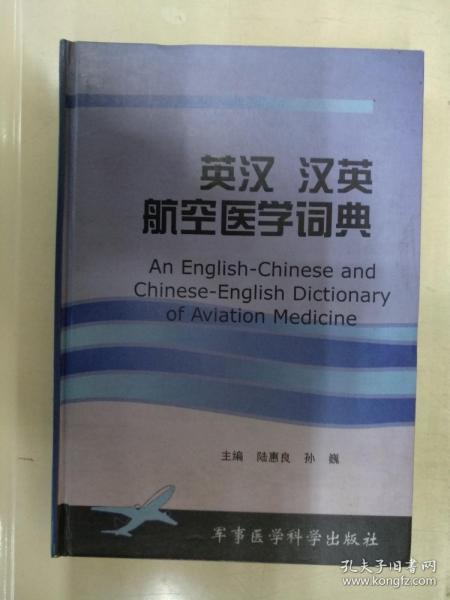 英汉 汉英
航空医学词典
An English-Chinese and
Chinese-English Dictionary
of Aviation Medicine
主编 陆惠良 孙 巍
军事医学科学出版社
孔夫子旧书网
www.kongfz.com